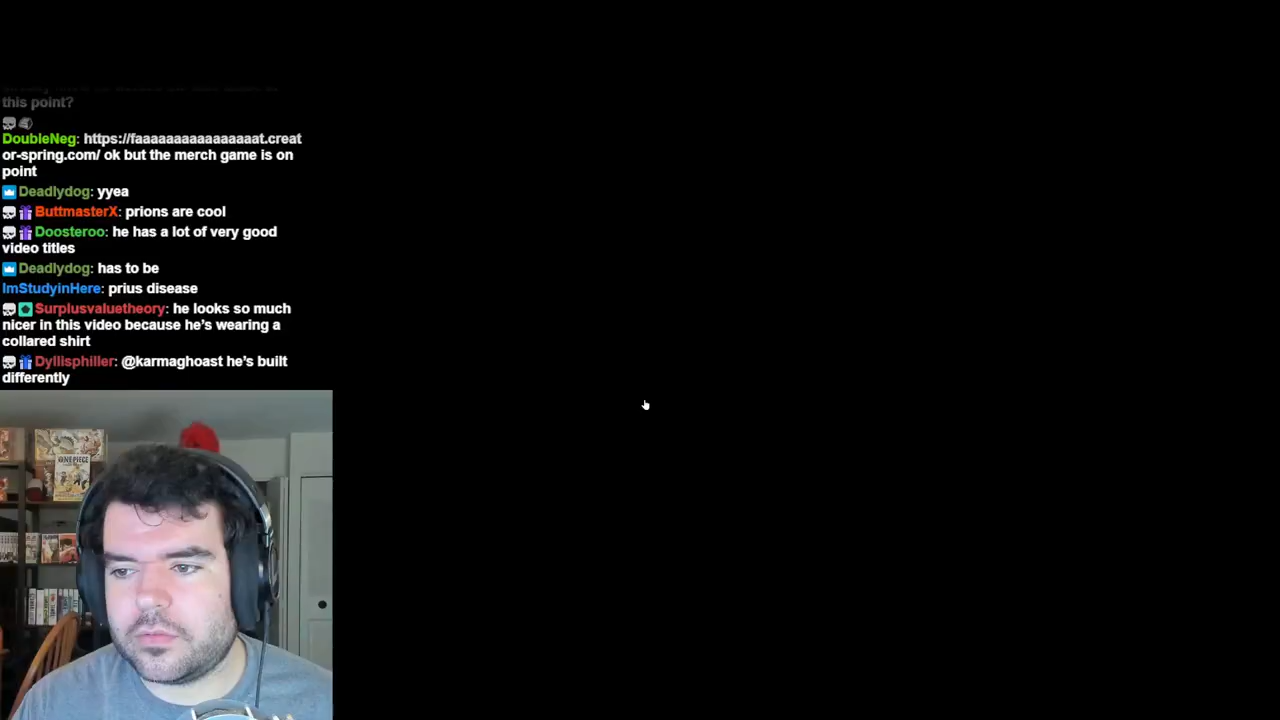 this point?
DoubleNeg: https://faaaaaaaaaaaaaaaat.creat
or-spring.com/ ok but the merch game is on
point
Deadlydog: yyea
ButtmasterX: prions are cool
Doosteroo: he has a lot of very good
video titles
Deadlydog: has to be
ImStudyinHere: prius disease
Surplusvaluetheory: he looks so much
nicer in this video because he's wearing a
collared shirt
Dyllisphiller: @karmaghoast he's built
differently
ONE PIECE